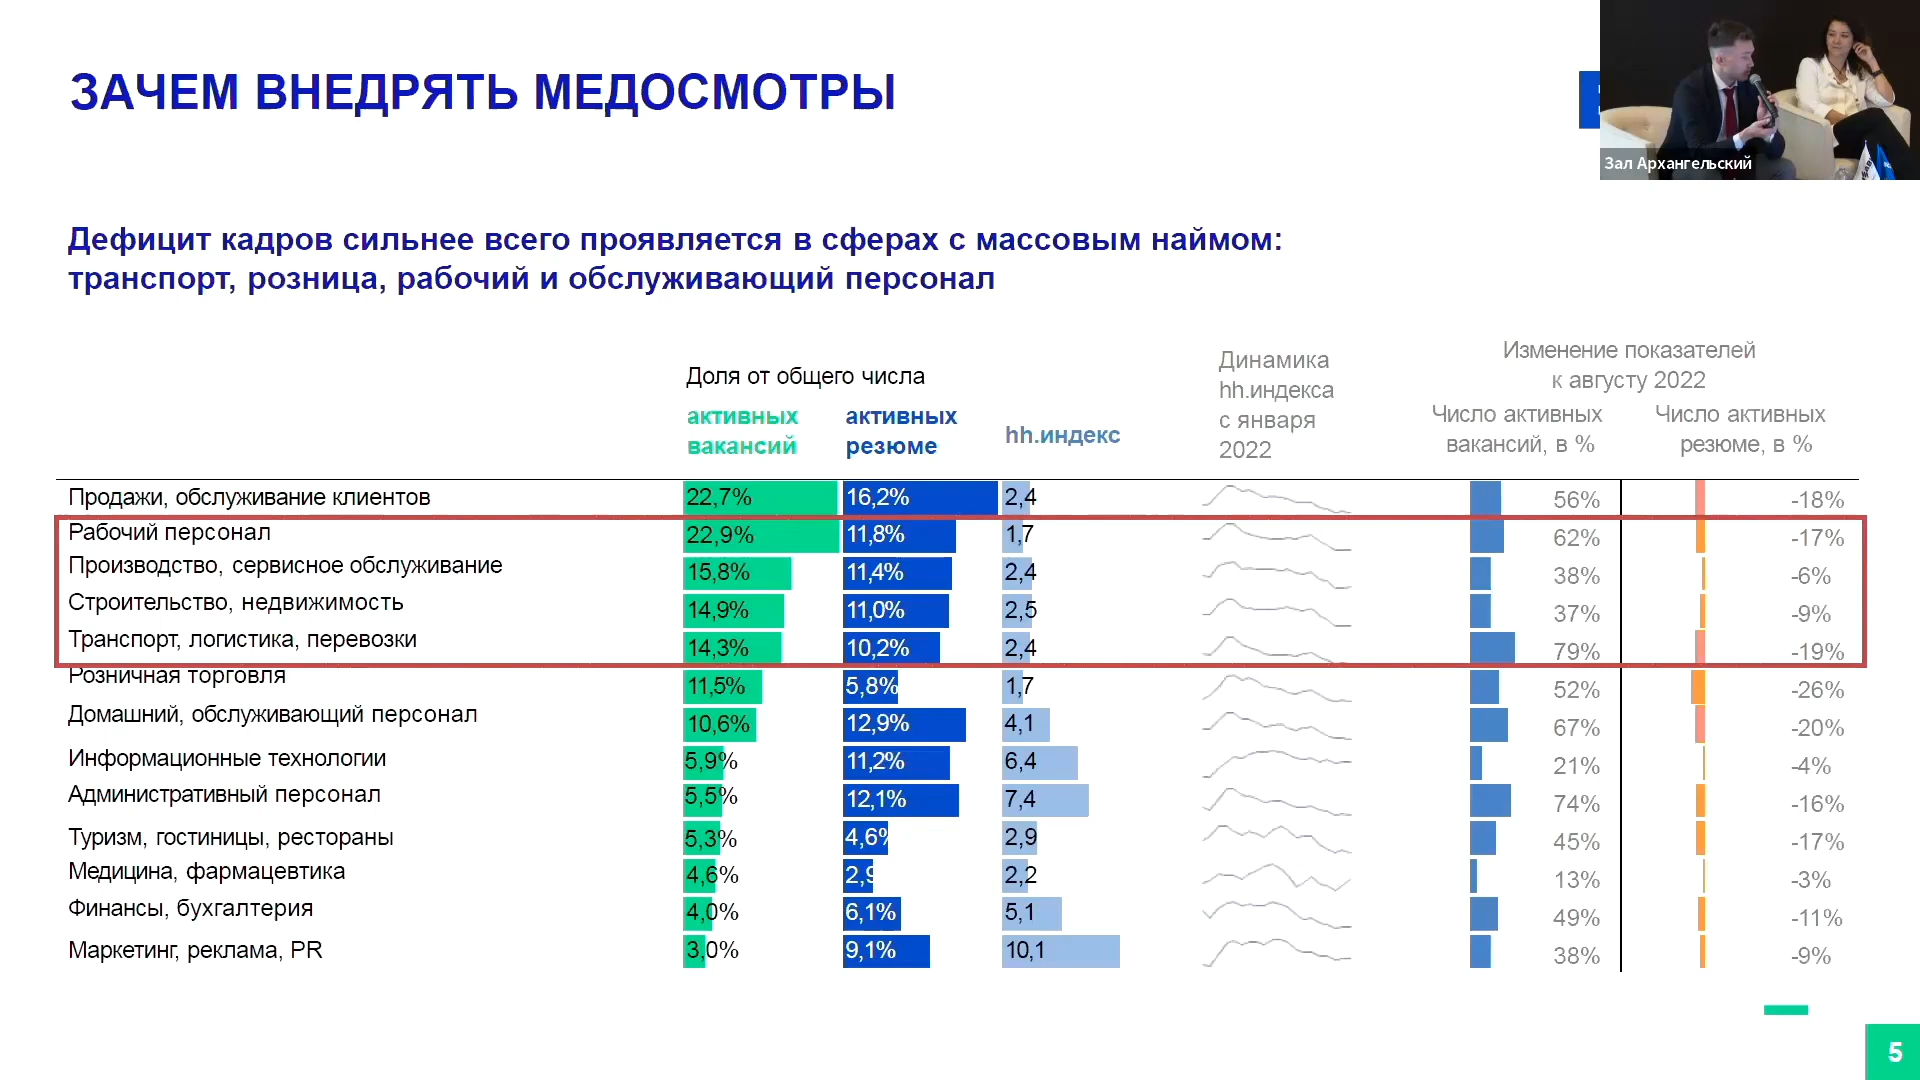 ЗАЧЕМ ВНЕДРЯТЬ МЕДОСМОТРЫ
Зал Архангельский
Дефицит кадров сильнее всего проявляется в сферах с массовым наймом:
транспорт, розница, рабочий и обслуживающий персонал
Доля от общего числа
активных вакансий
активных резюме
hh.индекс
Динамика
hh.индекса
с января
2022
Изменение показателей
к августу 2022
Число активных
вакансий, в %
Число активных
резюме, в %
Продажи, обслуживание клиентов 22,7% 16,2% 2,4 56% -18%
Рабочий персонал 22,9% 11,8% 1,7 62% -17%
Производство, сервисное обслуживание 15,8% 11,4% 2,4 38% -6%
Строительство, недвижимость 14,9% 11,0% 2,5 37% -9%
Транспорт, логистика, перевозки 14,3% 10,2% 2,4 79% -19%
Розничная торговля 11,5% 5,8% 1,7 52% -26%
Домашний, обслуживающий персонал 10,6% 12,9% 4,1 67% -20%
Информационные технологии 5,9% 11,2% 6,4 21% -4%
Административный персонал 5,5% 12,1% 7,4 74% -16%
Туризм, гостиницы, рестораны 5,3% 4,6% 2,9 45% -17%
Медицина, фармацевтика 4,6% 2,9 2,2 13% -3%
Финансы, бухгалтерия 4,0% 6,1% 5,1 49% -11%
Маркетинг, реклама, PR 3,0% 9,1% 10,1 38% -9%
5